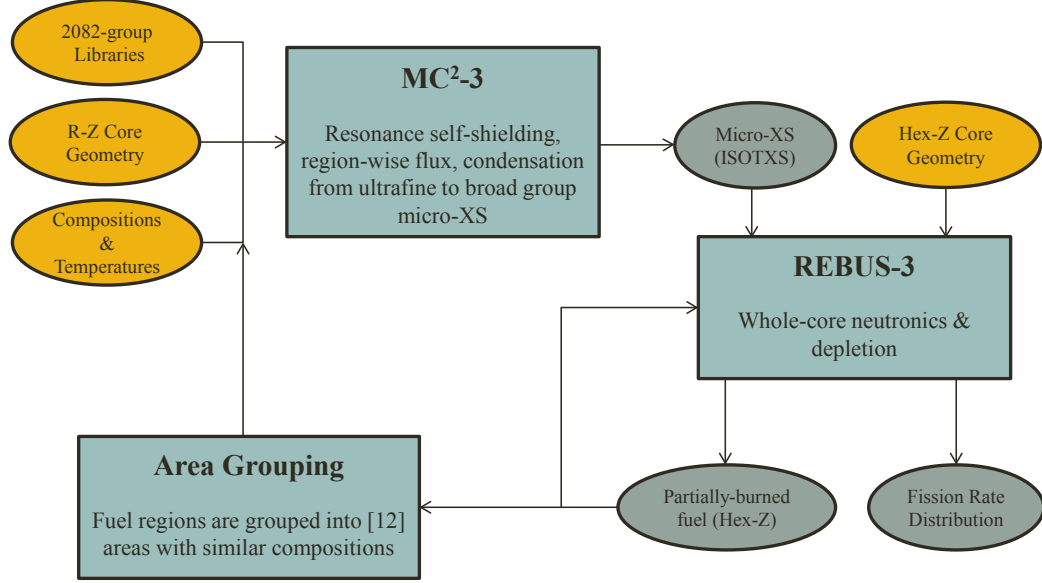 2082-group
Libraries
R-Z Core
Geometry
Compositions
&
Temperatures
MC²-3
Resonance self-shielding,
region-wise flux, condensation
from ultrafine to broad group
micro-XS
Micro-XS
(ISOTXS)
Hex-Z Core
Geometry
REBUS-3
Whole-core neutronics &
depletion
Area Grouping
Fuel regions are grouped into [12]
areas with similar compositions
Partially-burned
fuel (Hex-Z)
Fission Rate
Distribution